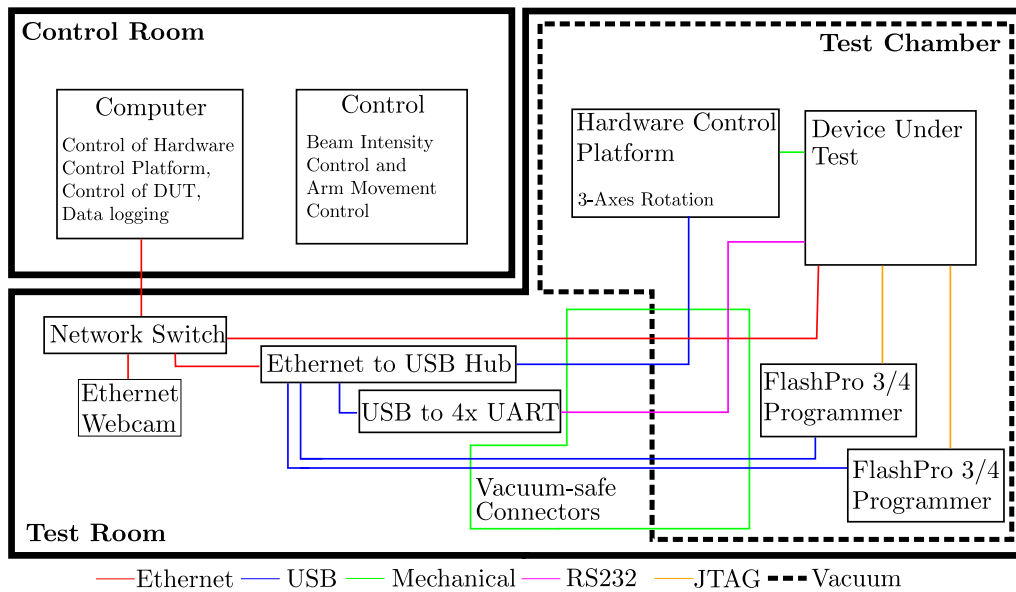 Control Room
Computer
Control of Hardware
Control Platform,
Control of DUT,
Data logging
Control
Beam Intensity
Control and
Arm Movement
Control
Test Chamber
Hardware Control
Platform
3-Axes Rotation
Device Under
Test
Network Switch
Ethernet
Webcam
Ethernet to USB Hub
USB to 4x UART
FlashPro 3/4
Programmer
FlashPro 3/4
Programmer
Vacuum-safe
Connectors
Test Room
Ethernet USB Mechanical RS232 JTAG Vacuum